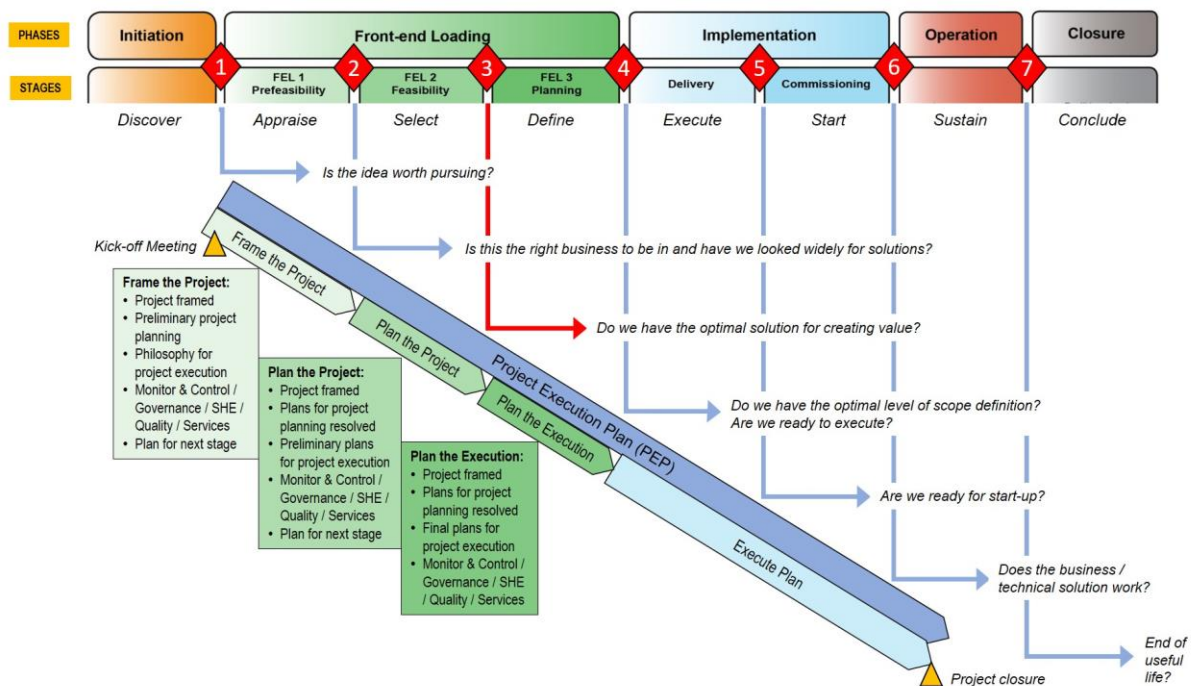 PHASES
Initiation
Front-end Loading
Implementation
Operation
Closure
1
2
3
4
5
6
7
STAGES
FEL 1
Prefeasibility
FEL 2
Feasibility
FEL 3
Planning
Delivery
Commissioning
Discover
Appraise
Select
Define
Execute
Start
Sustain
Conclude
Is the idea worth pursuing?
Kick-off Meeting
Is this the right business to be in and have we looked widely for solutions?
Frame the Project
Frame the Project:
• Project framed
• Preliminary project
planning
• Philosophy for
project execution
• Monitor & Control /
Governance / SHE /
Quality / Services
• Plan for next stage
Do we have the optimal solution for creating value?
Plan the Project
Project Execution Plan (PEP)
Plan the Project:
• Project framed
• Plans for project
planning resolved
• Preliminary plans
for project execution
• Monitor & Control /
Governance / SHE /
Quality / Services
• Plan for next stage
Do we have the optimal level of scope definition?
Are we ready to execute?
Plan the Execution
Plan the Execution:
• Project framed
• Plans for project
planning resolved
• Final plans for
project execution
• Monitor & Control /
Governance / SHE
/ Quality / Services
Are we ready for start-up?
Execute Plan
Does the business /
technical solution work?
End of
useful
life?
Project closure